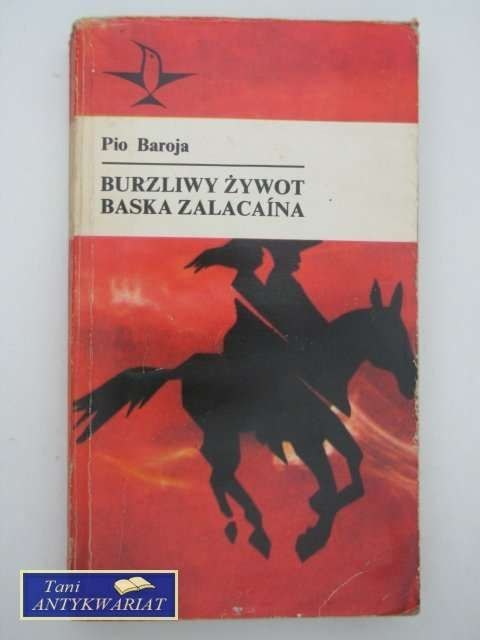 Pio Baroja
BURZLIWY ŻYWOT
BASKA ZALACAÍNA
Tani
ANTYKWARIAT